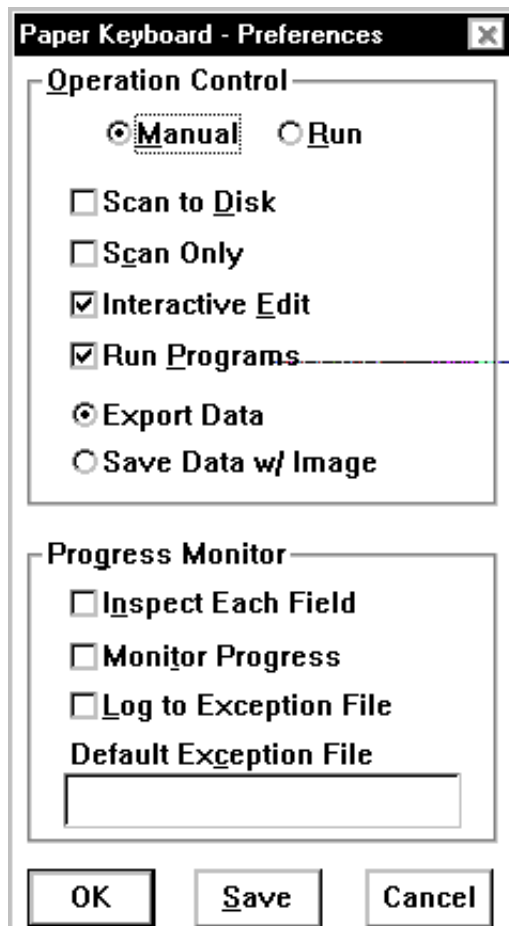 Paper Keyboard - Preferences
Operation Control
Manual Run
Scan to Disk
Scan Only
Interactive Edit
Run Programs
Export Data
Save Data w/ Image
Progress Monitor
Inspect Each Field
Monitor Progress
Log to Exception File
Default Exception File
OK Save Cancel